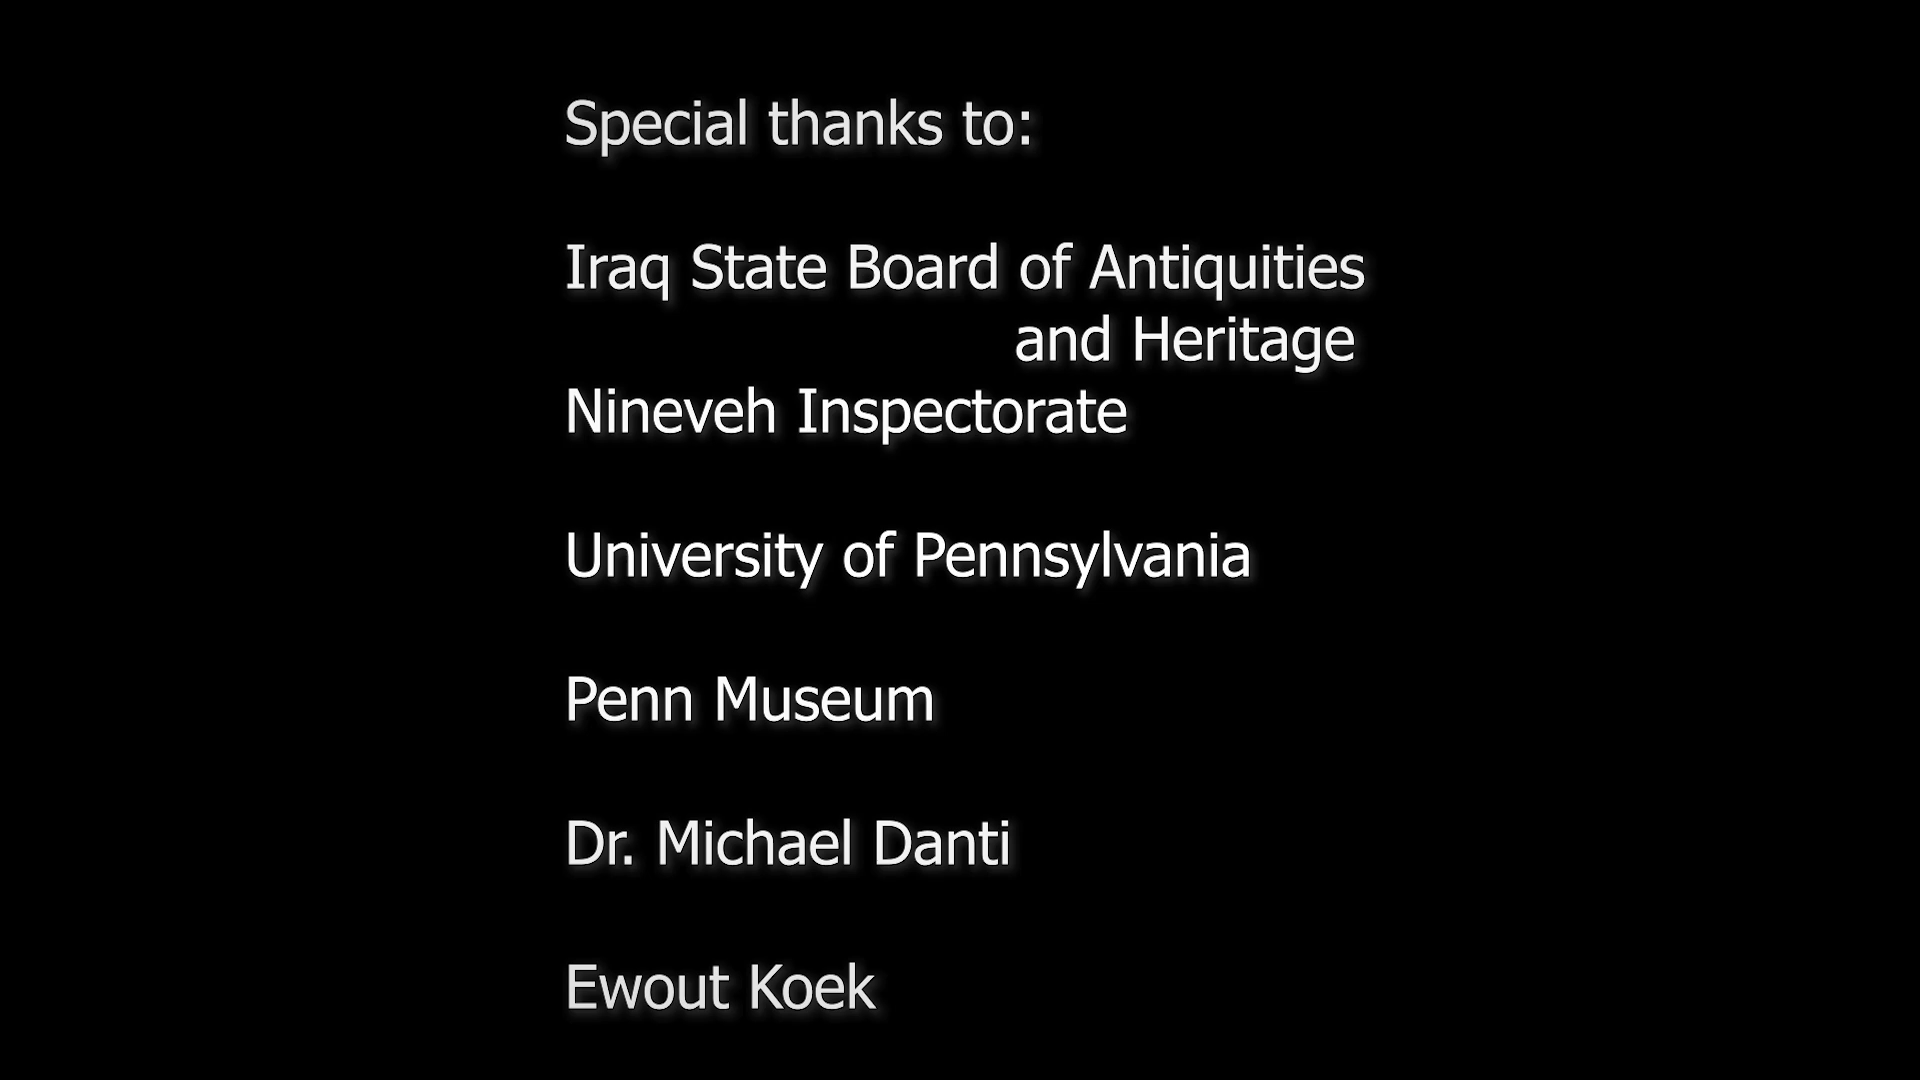 Special thanks to:
Iraq State Board of Antiquities
and Heritage
Nineveh Inspectorate
University of Pennsylvania
Penn Museum
Dr. Michael Danti
Ewout Koek